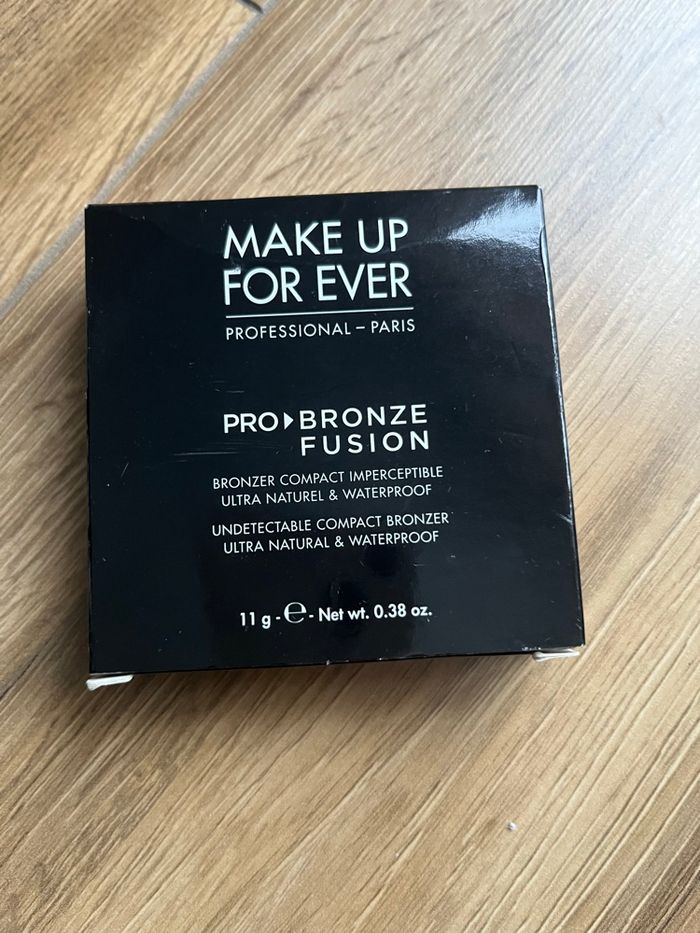 MAKE UP
FOR EVER
PROFESSIONAL – PARIS
PRO▶BRONZE
FUSION
BRONZER COMPACT IMPERCEPTIBLE
ULTRA NATUREL & WATERPROOF
UNDETECTABLE COMPACT BRONZER
ULTRA NATURAL & WATERPROOF
11 g - ℮ - Net wt. 0.38 oz.